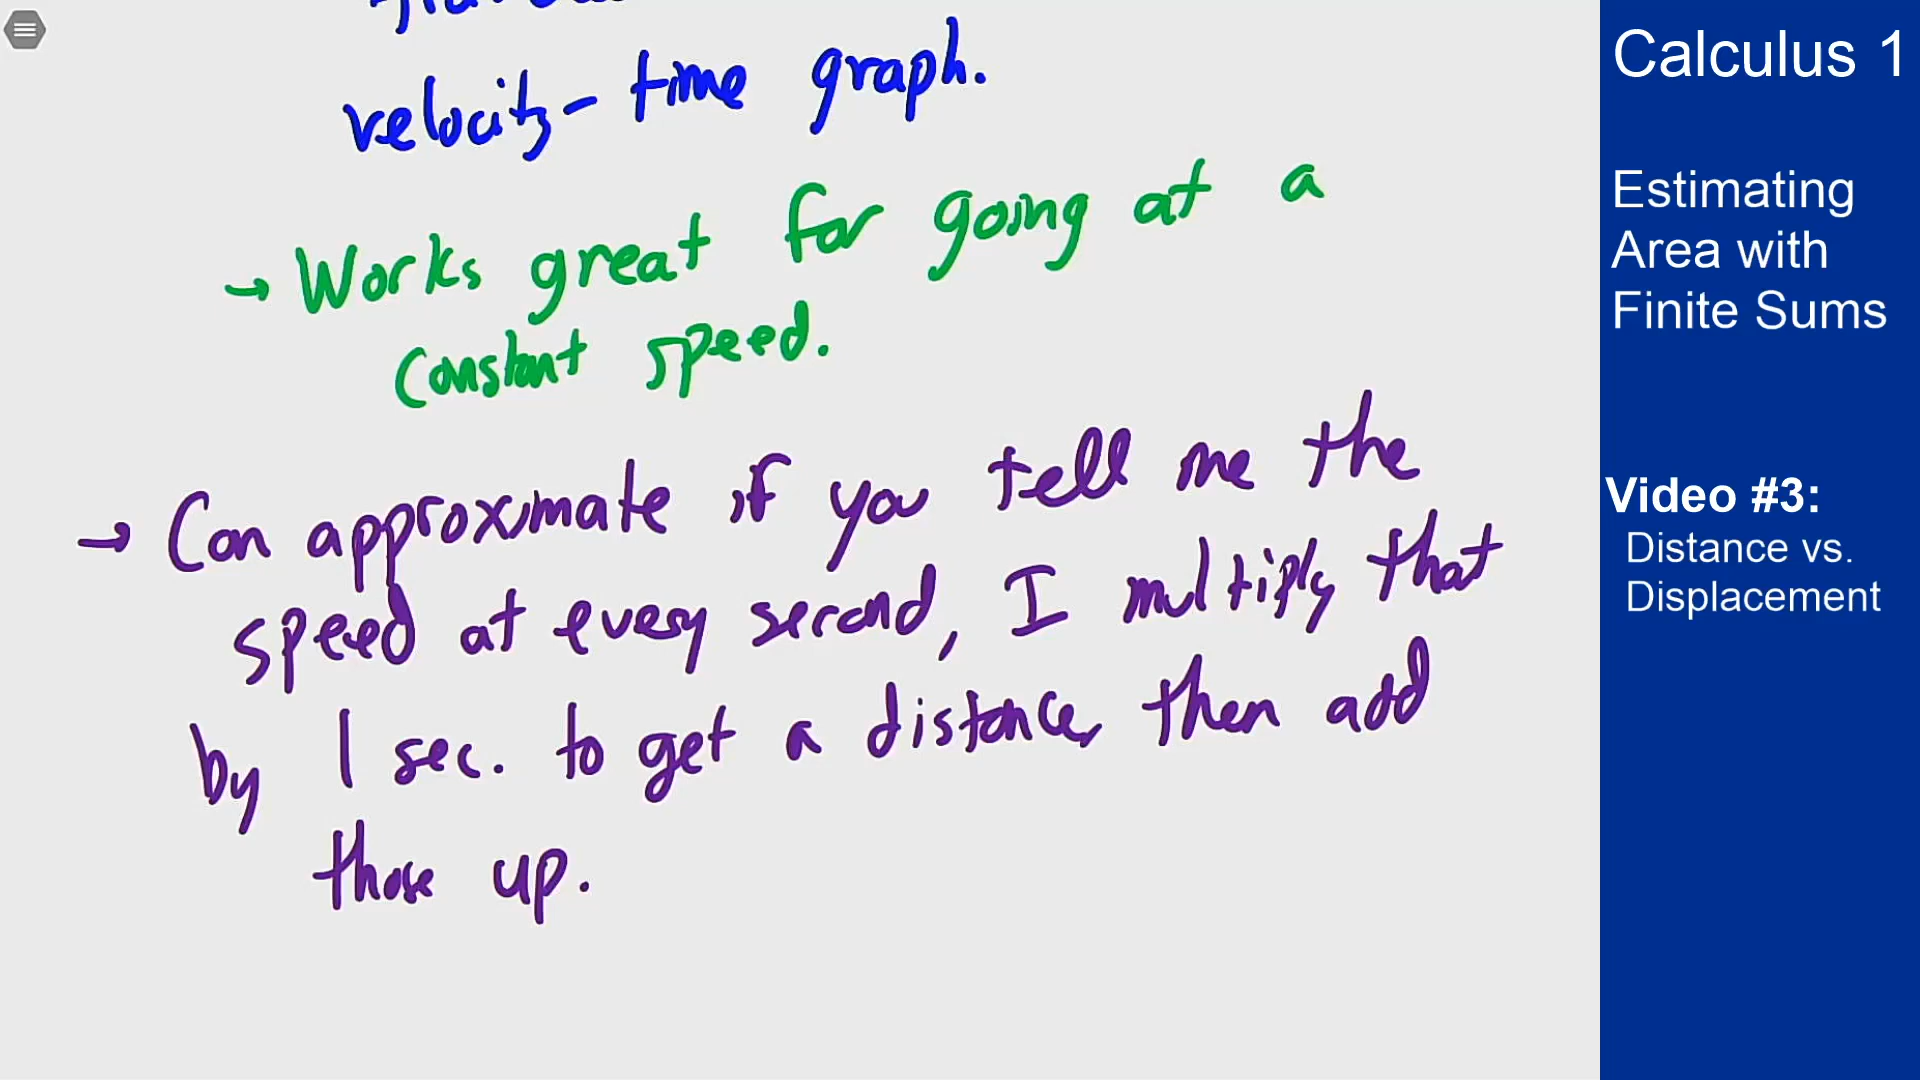 velocity-time graph.
→ Works great for going at a
constant speed.
→ Can approximate if you tell me the
speed at every second, I multiply that
by 1 sec. to get a distance, then add
those up.
Calculus 1
Estimating
Area with
Finite Sums
Video #3:
Distance vs.
Displacement